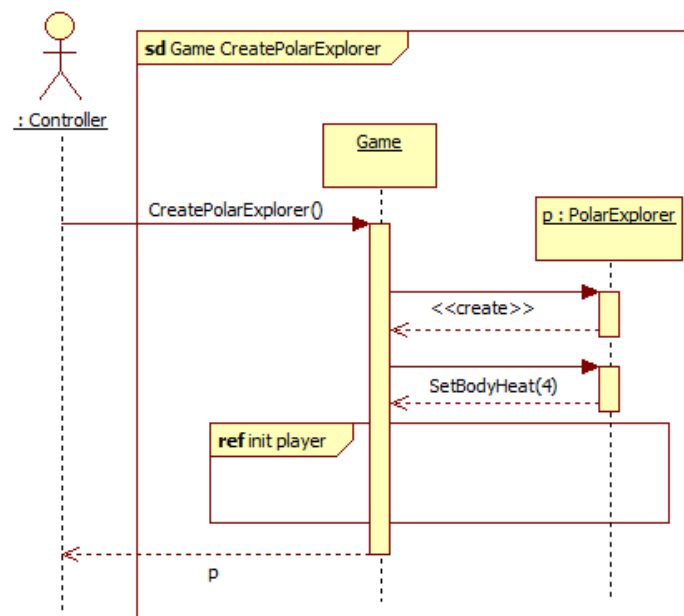 sd Game CreatePolarExplorer
: Controller
Game
CreatePolarExplorer()
p : PolarExplorer
<<create>>
SetBodyHeat(4)
ref init player
p